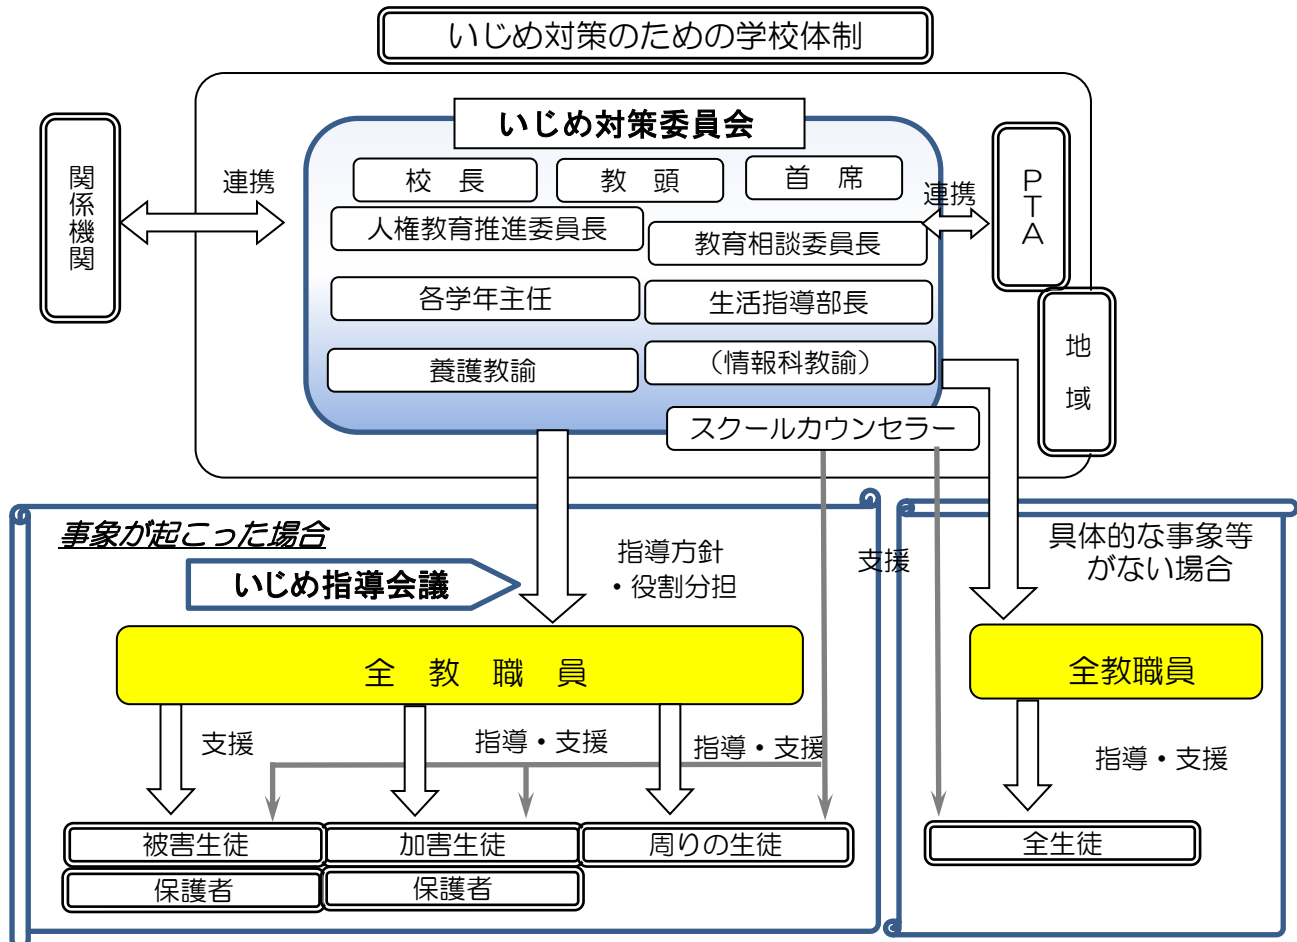 いじめ対策のための学校体制
いじめ対策委員会
関係機関
連携
校 長
教 頭
首 席
人権教育推進委員長
教育相談委員長
各学年主任
生活指導部長
養護教諭
（情報科教諭）
スクールカウンセラー
連携
PTA
地域
事象が起こった場合
いじめ指導会議
指導方針
・役割分担
支援
具体的な事象等
がない場合
全 教 職 員
全教職員
支援
指導・支援
指導・支援
指導・支援
被害生徒
加害生徒
周りの生徒
全生徒
保護者
保護者